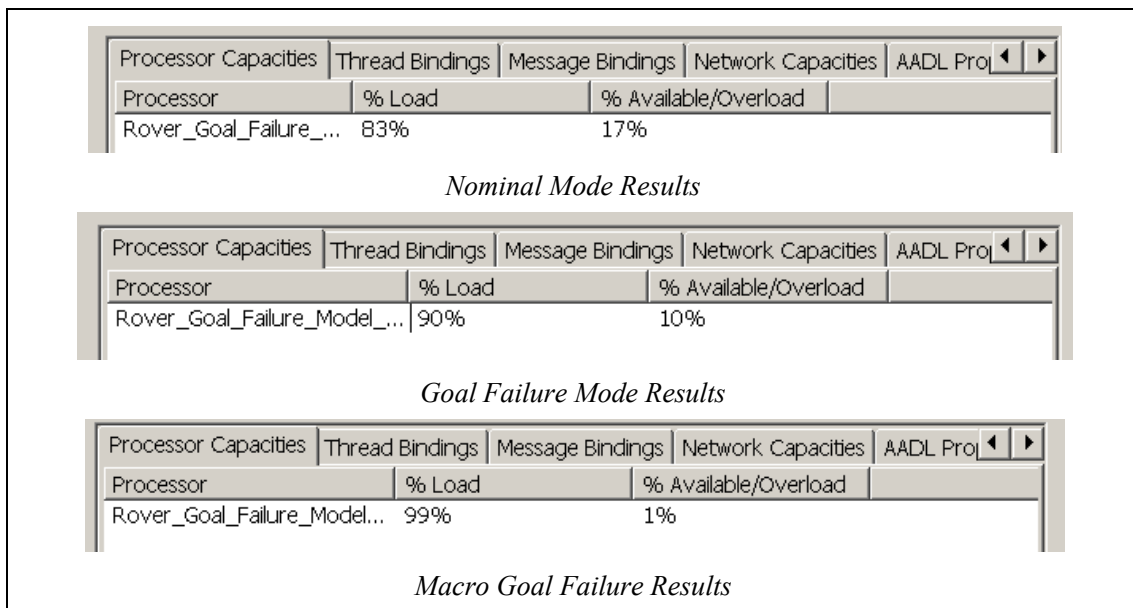 Processor Capacities Thread Bindings Message Bindings Network Capacities AADL Pro
Processor % Load % Available/Overload
Rover_Goal_Failure_... 83% 17%
Nominal Mode Results
Processor Capacities Thread Bindings Message Bindings Network Capacities AADL Pro
Processor % Load % Available/Overload
Rover_Goal_Failure_Model_... 90% 10%
Goal Failure Mode Results
Processor Capacities Thread Bindings Message Bindings Network Capacities AADL Pro
Processor % Load % Available/Overload
Rover_Goal_Failure_Model... 99% 1%
Macro Goal Failure Results